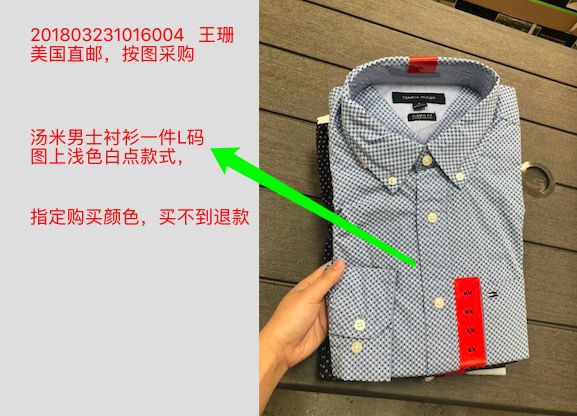 201803231016004 王珊
美国直邮，按图采购
汤米男士衬衫一件L码
图上浅色白点款式，
指定购买颜色，买不到退款
TOMMY HILFIGER